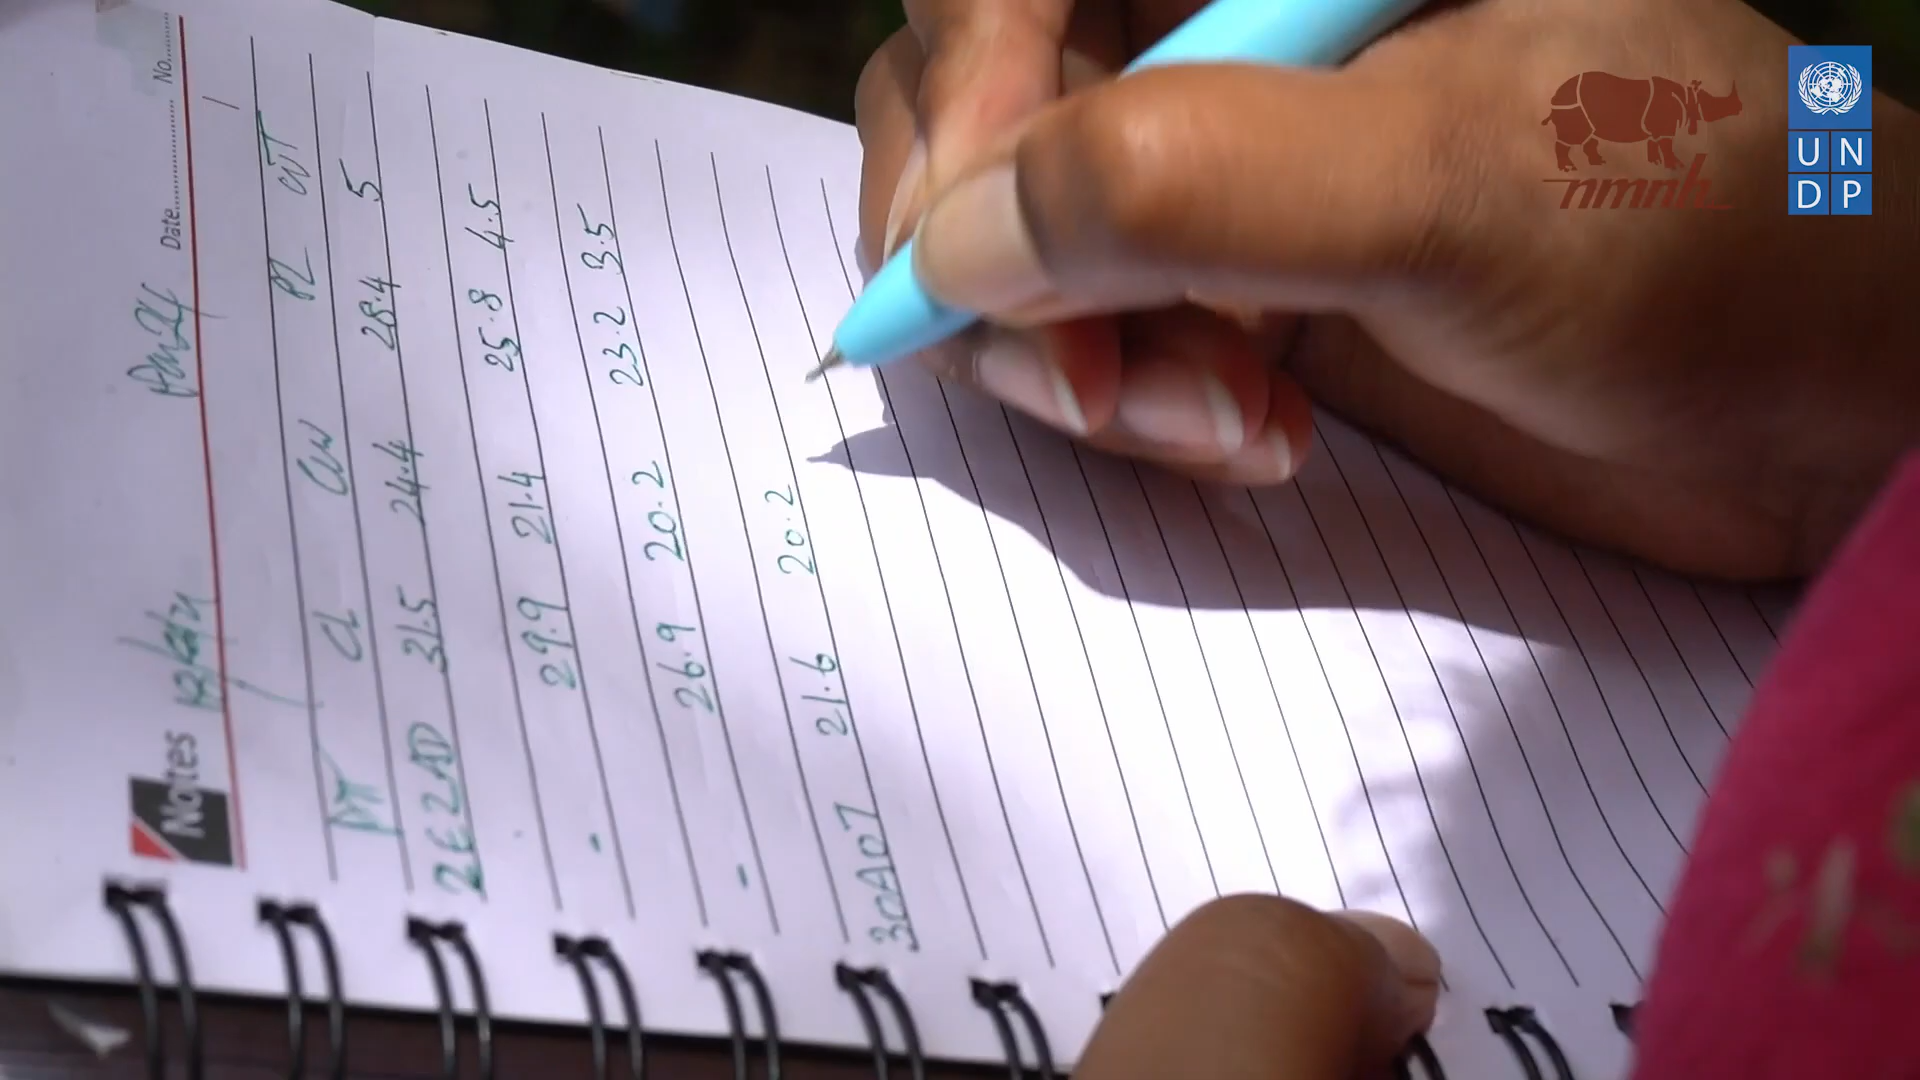 Notes Date No.
PIT CL CW PL WT
2E2AD 31.5 24.4 28.4 5
- 29.9 21.4 25.8 4.5
- 26.9 20.2 23.2 3.5
30A07 21.6 20.2
nmnh
UNDP